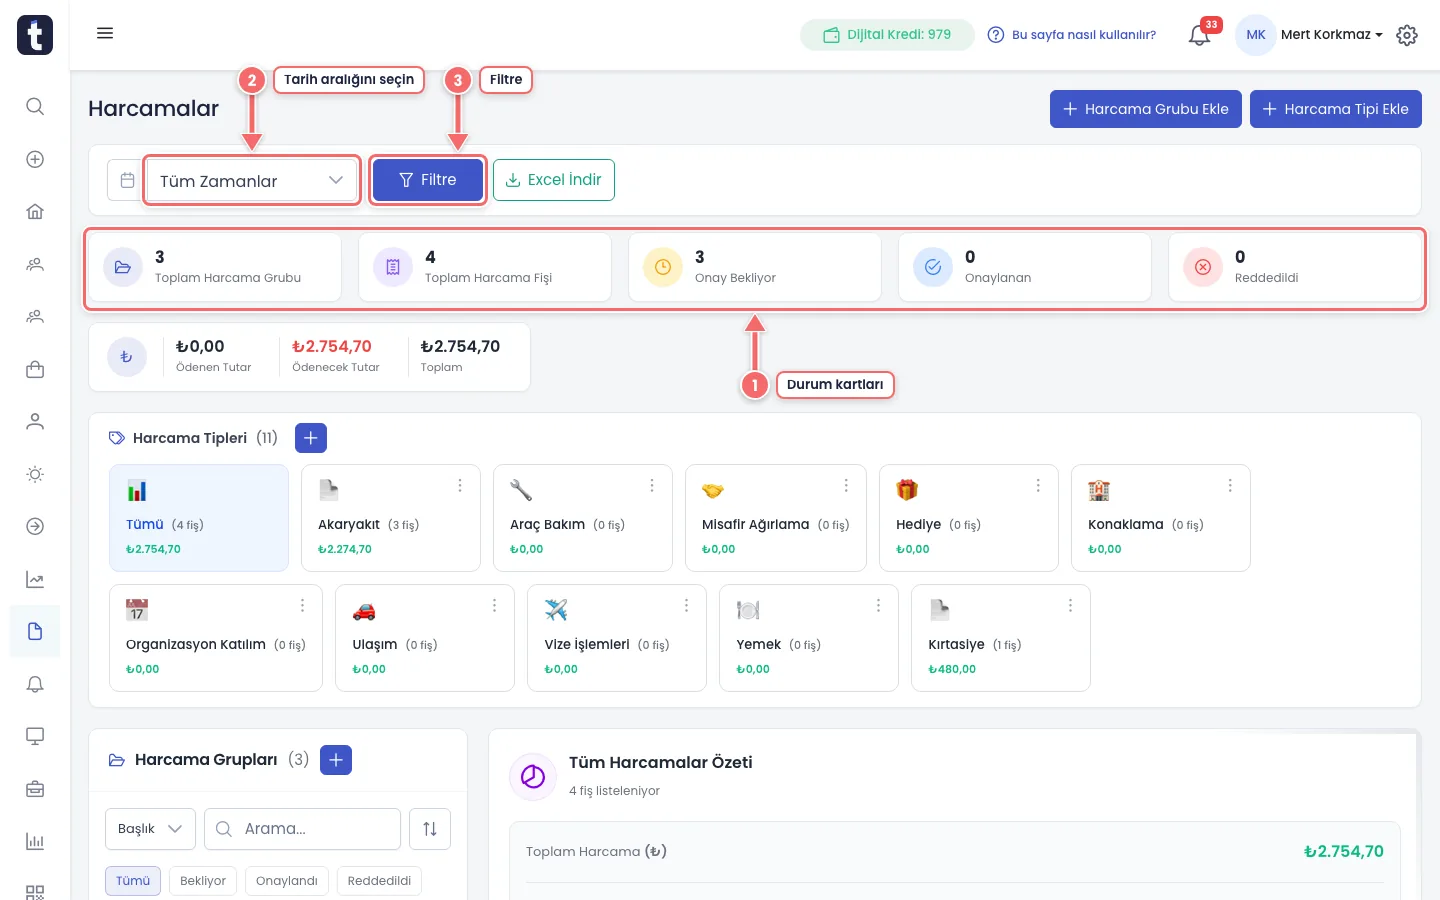 t
Dijital Kredi: 979
Bu sayfa nasıl kullanılır?
33
MK
Mert Korkmaz
2
Tarih aralığını seçin
3
Filtre
Harcamalar
Harcama Grubu Ekle
Harcama Tipi Ekle
Tüm Zamanlar
Filtre
Excel İndir
3
Toplam Harcama Grubu
4
Toplam Harcama Fişi
3
Onay Bekliyor
0
Onaylanan
0
Reddedildi
₺
₺0,00
Ödenen Tutar
₺2.754,70
Ödenecek Tutar
₺2.754,70
Toplam
1
Durum kartları
Harcama Tipleri (11)
Tümü (4 fiş)
₺2.754,70
Akaryakıt (3 fiş)
₺2.274,70
Araç Bakım (0 fiş)
₺0,00
Misafir Ağırlama (0 fiş)
₺0,00
Hediye (0 fiş)
₺0,00
Konaklama (0 fiş)
₺0,00
17
Organizasyon Katılım (0 fiş)
₺0,00
Ulaşım (0 fiş)
₺0,00
Vize İşlemleri (0 fiş)
₺0,00
Yemek (0 fiş)
₺0,00
Kırtasiye (1 fiş)
₺480,00
Harcama Grupları (3)
Başlık
Arama...
Tümü
Bekliyor
Onaylandı
Reddedildi
Tüm Harcamalar Özeti
4 fiş listeleniyor
Toplam Harcama (₺)
₺2.754,70